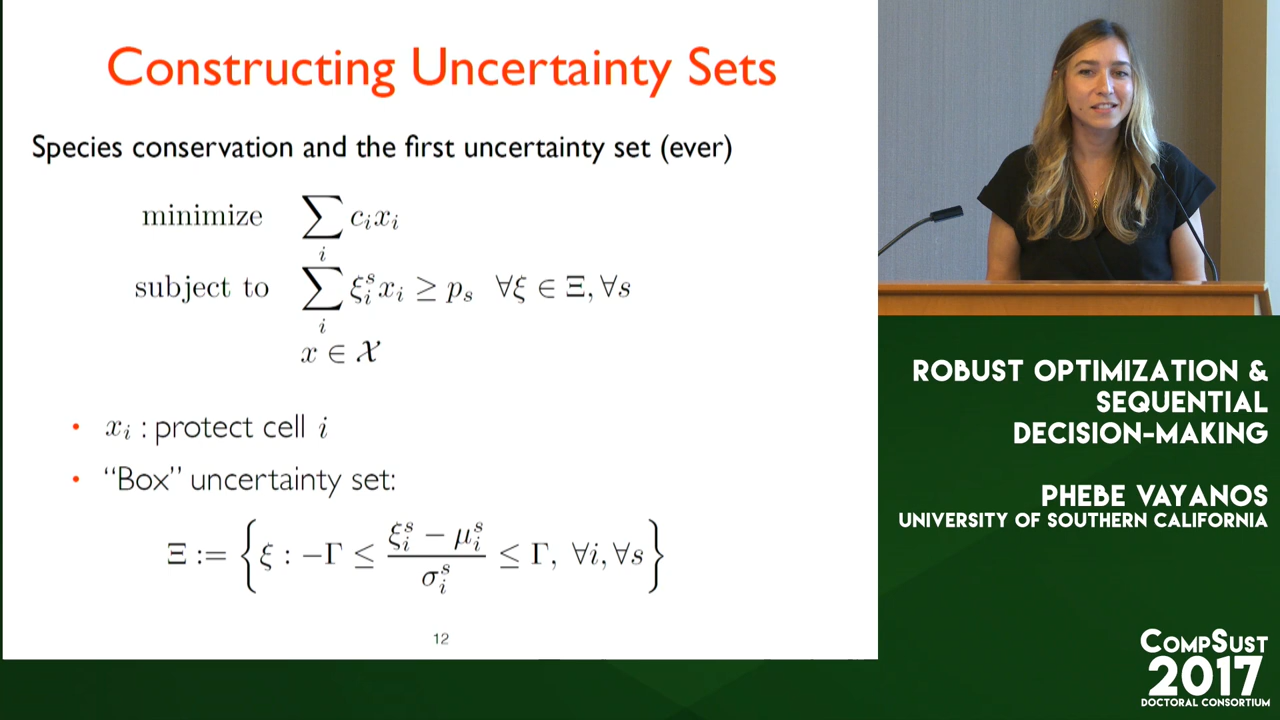 Constructing Uncertainty Sets
Species conservation and the first uncertainty set (ever)
minimize ∑_i c_i x_i
subject to ∑_i ξ_i^s x_i ≥ p_s ∀ξ ∈ Ξ, ∀s
x ∈ 𝒳
• x_i : protect cell i
• “Box” uncertainty set:
Ξ := { ξ : −Γ ≤ (ξ_i^s − μ_i^s) / σ_i^s ≤ Γ, ∀i, ∀s }
12
ROBUST OPTIMIZATION &
SEQUENTIAL
DECISION-MAKING
PHEBE VAYANOS
UNIVERSITY OF SOUTHERN CALIFORNIA
COMPSUST
2017
DOCTORAL CONSORTIUM